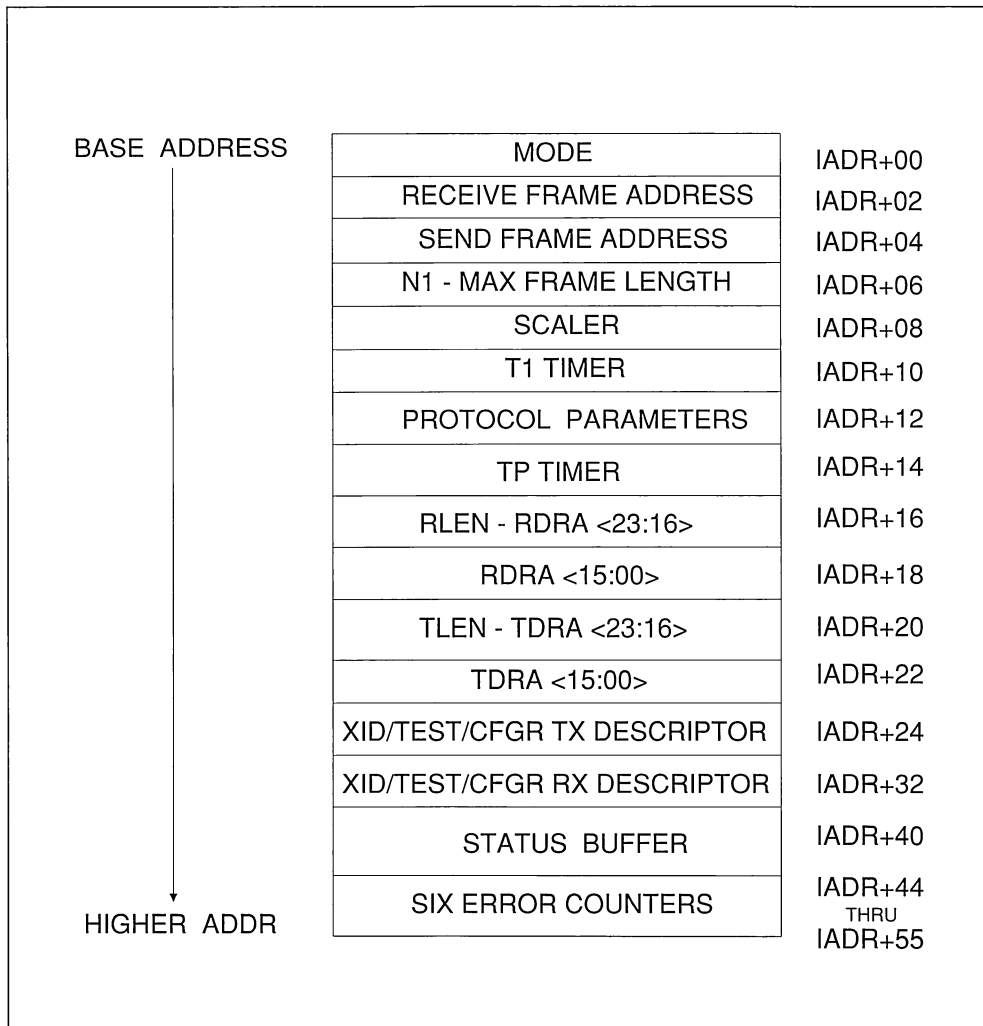 BASE ADDRESS
MODE IADR+00
RECEIVE FRAME ADDRESS IADR+02
SEND FRAME ADDRESS IADR+04
N1 - MAX FRAME LENGTH IADR+06
SCALER IADR+08
T1 TIMER IADR+10
PROTOCOL PARAMETERS IADR+12
TP TIMER IADR+14
RLEN - RDRA <23:16> IADR+16
RDRA <15:00> IADR+18
TLEN - TDRA <23:16> IADR+20
TDRA <15:00> IADR+22
XID/TEST/CFGR TX DESCRIPTOR IADR+24
XID/TEST/CFGR RX DESCRIPTOR IADR+32
STATUS BUFFER IADR+40
SIX ERROR COUNTERS IADR+44
THRU
IADR+55
HIGHER ADDR